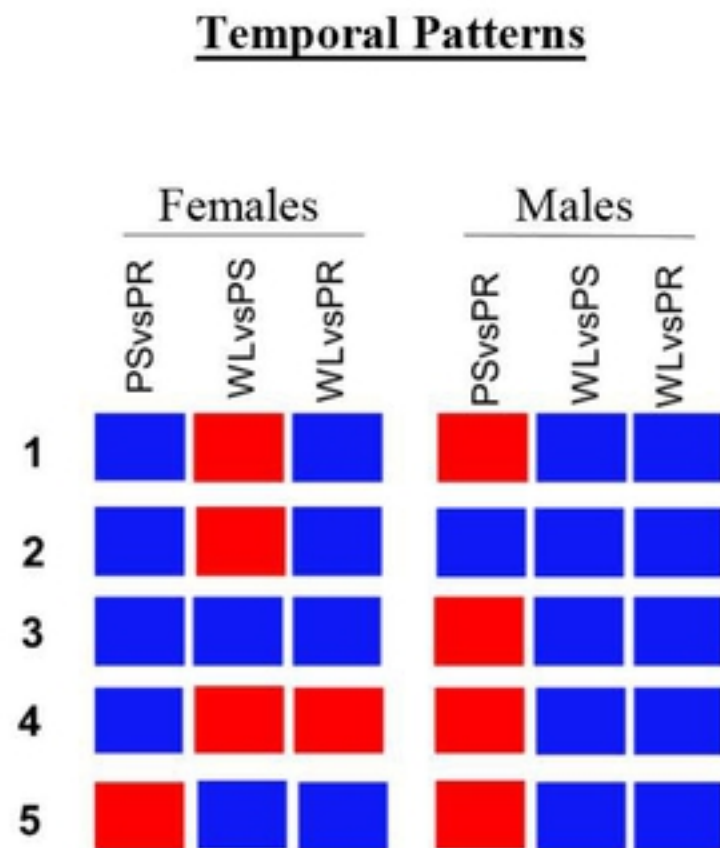 Temporal Patterns
Females
Males
PSvsPR
WLvsPS
WLvsPR
PSvsPR
WLvsPS
WLvsPR
1
2
3
4
5